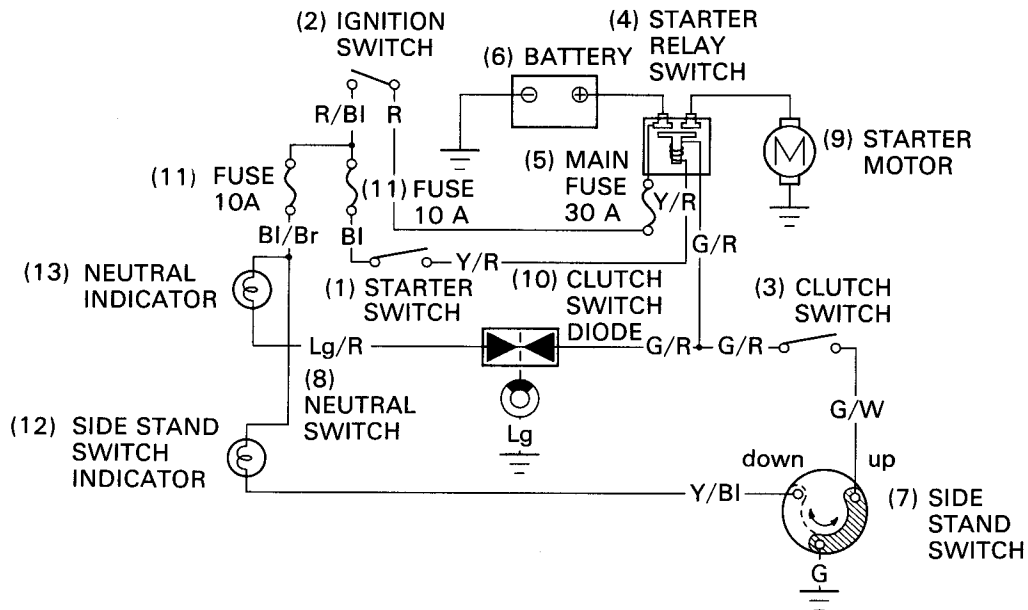 (2) IGNITION
SWITCH
(4) STARTER
RELAY
SWITCH
(6) BATTERY
R/Bl
R
(9) STARTER
MOTOR
M
(5) MAIN
FUSE
30 A
(11) FUSE
10A
(11) FUSE
10 A
Y/R
G/R
Bl/Br
Bl
Y/R
(13) NEUTRAL
INDICATOR
(1) STARTER
SWITCH
(10) CLUTCH
SWITCH
DIODE
(3) CLUTCH
SWITCH
Lg/R
G/R
G/R
(8)
NEUTRAL
SWITCH
G/W
Lg
(12) SIDE STAND
SWITCH
INDICATOR
down
up
Y/Bl
(7) SIDE
STAND
SWITCH
G